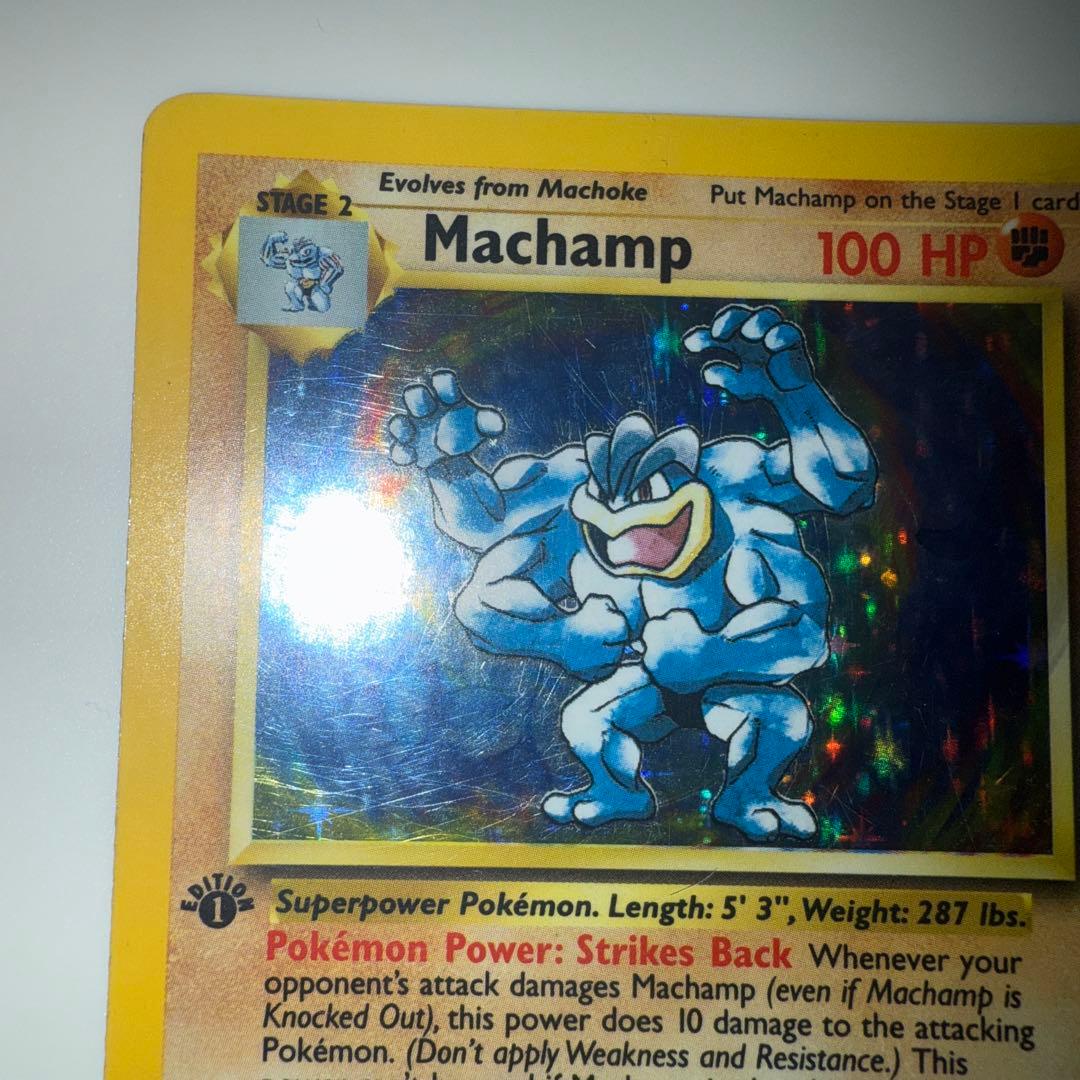 Evolves from Machoke
Put Machamp on the Stage 1 card
STAGE 2
Machamp
100 HP
EDITION
1
Superpower Pokémon. Length: 5' 3", Weight: 287 lbs.
Pokémon Power: Strikes Back Whenever your
opponent's attack damages Machamp (even if Machamp is
Knocked Out), this power does 10 damage to the attacking
Pokémon. (Don't apply Weakness and Resistance.) This